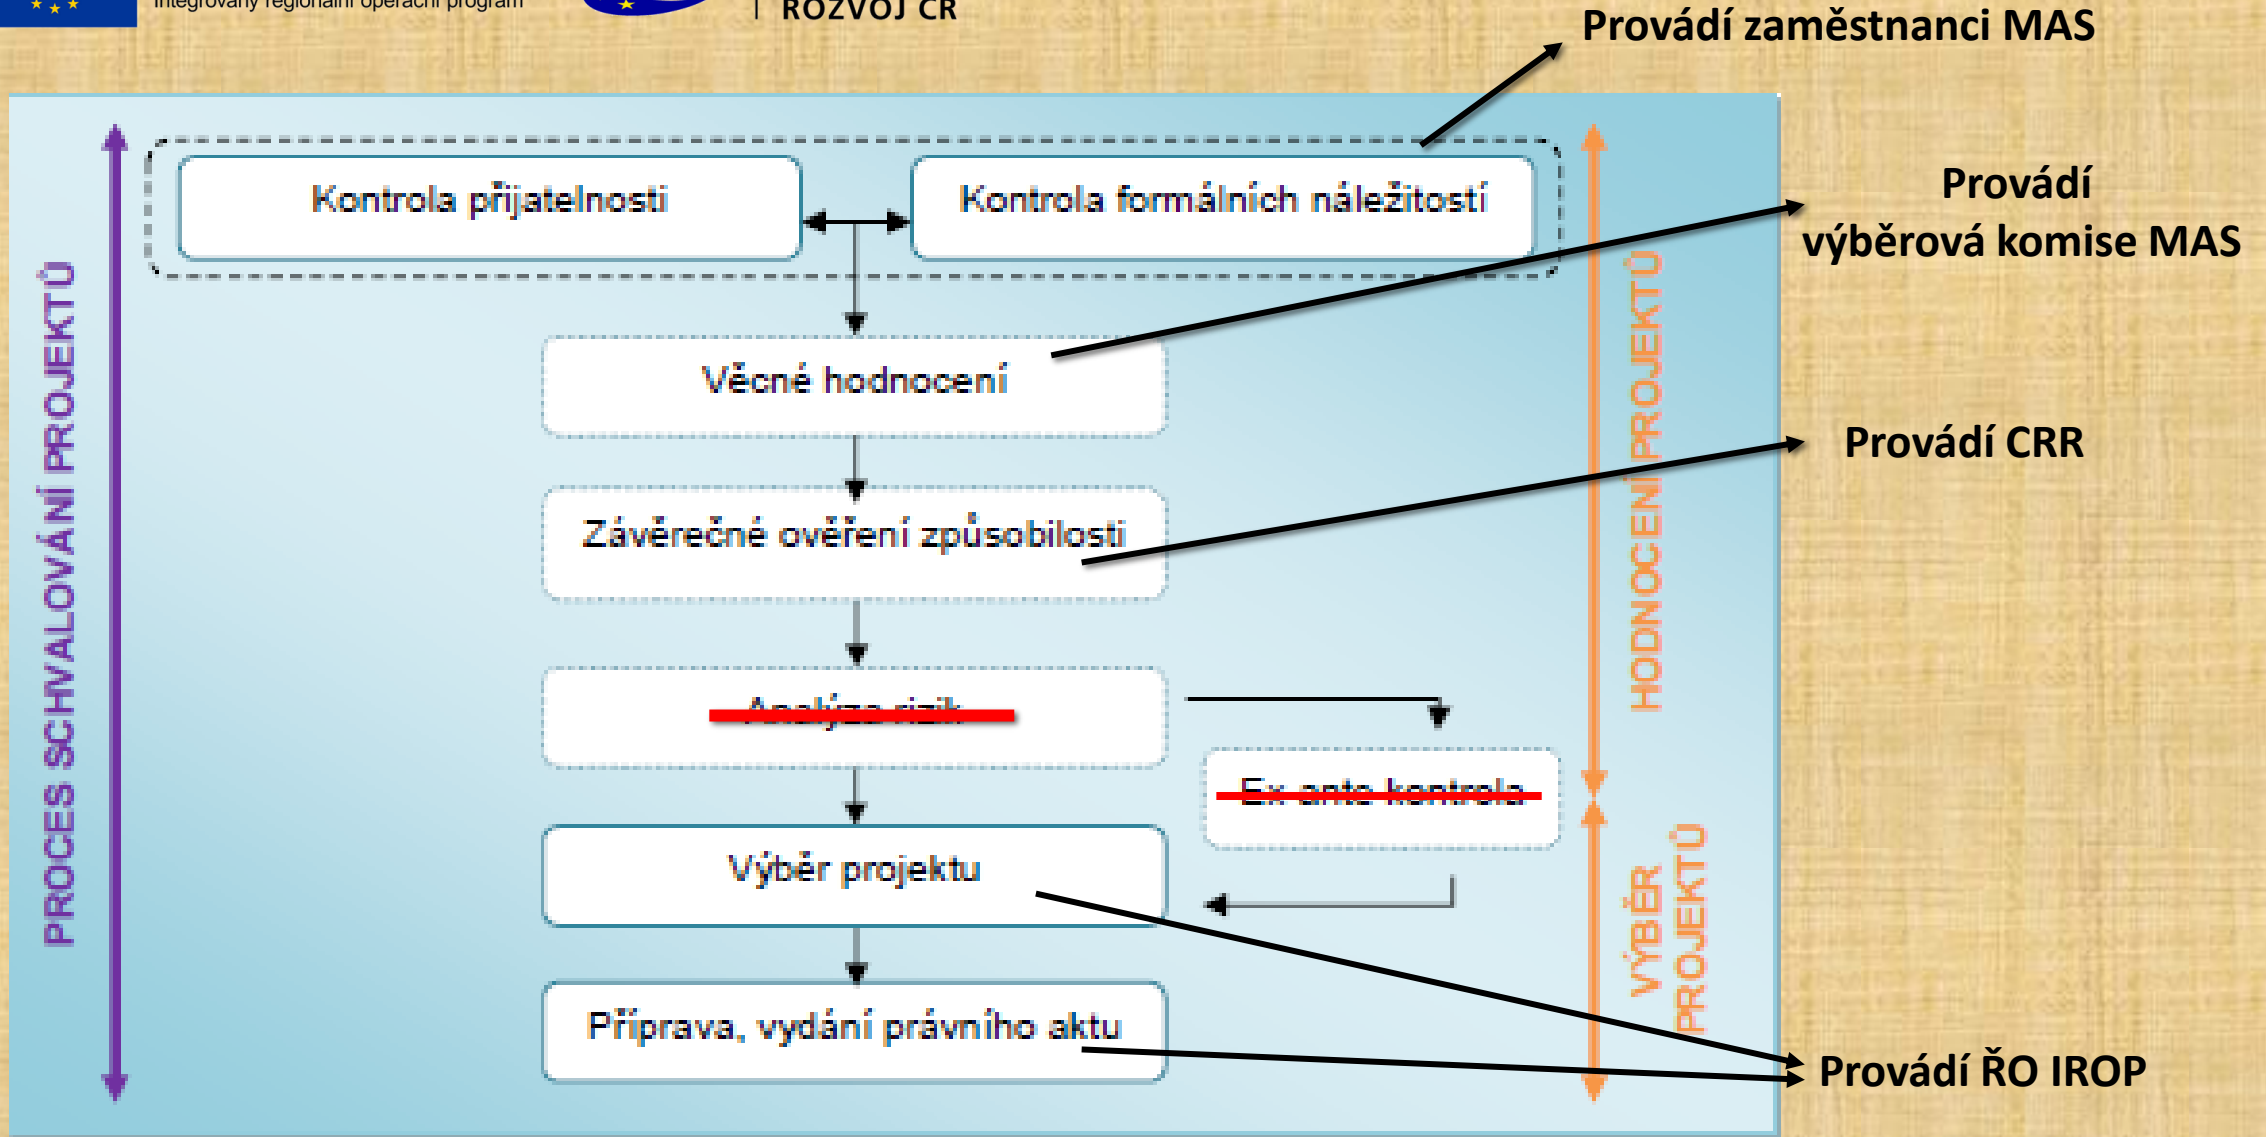 Integrovaný regionální operační program
ROZVOJ ČR
Provádí zaměstnanci MAS
Kontrola přijatelnosti
Kontrola formálních náležitostí
Provádí
výběrová komise MAS
Věcné hodnocení
Provádí CRR
Závěrečné ověření způsobilosti
Analýza rizik
Ex-ante kontrola
Výběr projektu
Příprava, vydání právního aktu
Provádí ŘO IROP
PROCES SCHVALOVÁNÍ PROJEKTŮ
HODNOCENÍ PROJEKTŮ
VÝBĚR
PROJEKTŮ